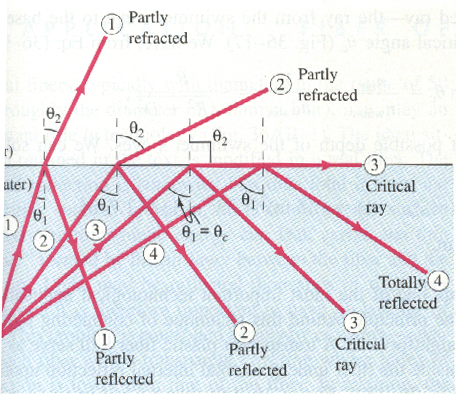 ① Partly
refracted
② Partly
refracted
θ₂
θ₂
θ₂
r)
③
Critical
ray
ater)
θ₁
θ₁
θ₁
①
②
③
④
θ₁ = θc
Totally ④
reflected
①
Partly
reflected
②
Partly
reflected
③
Critical
ray